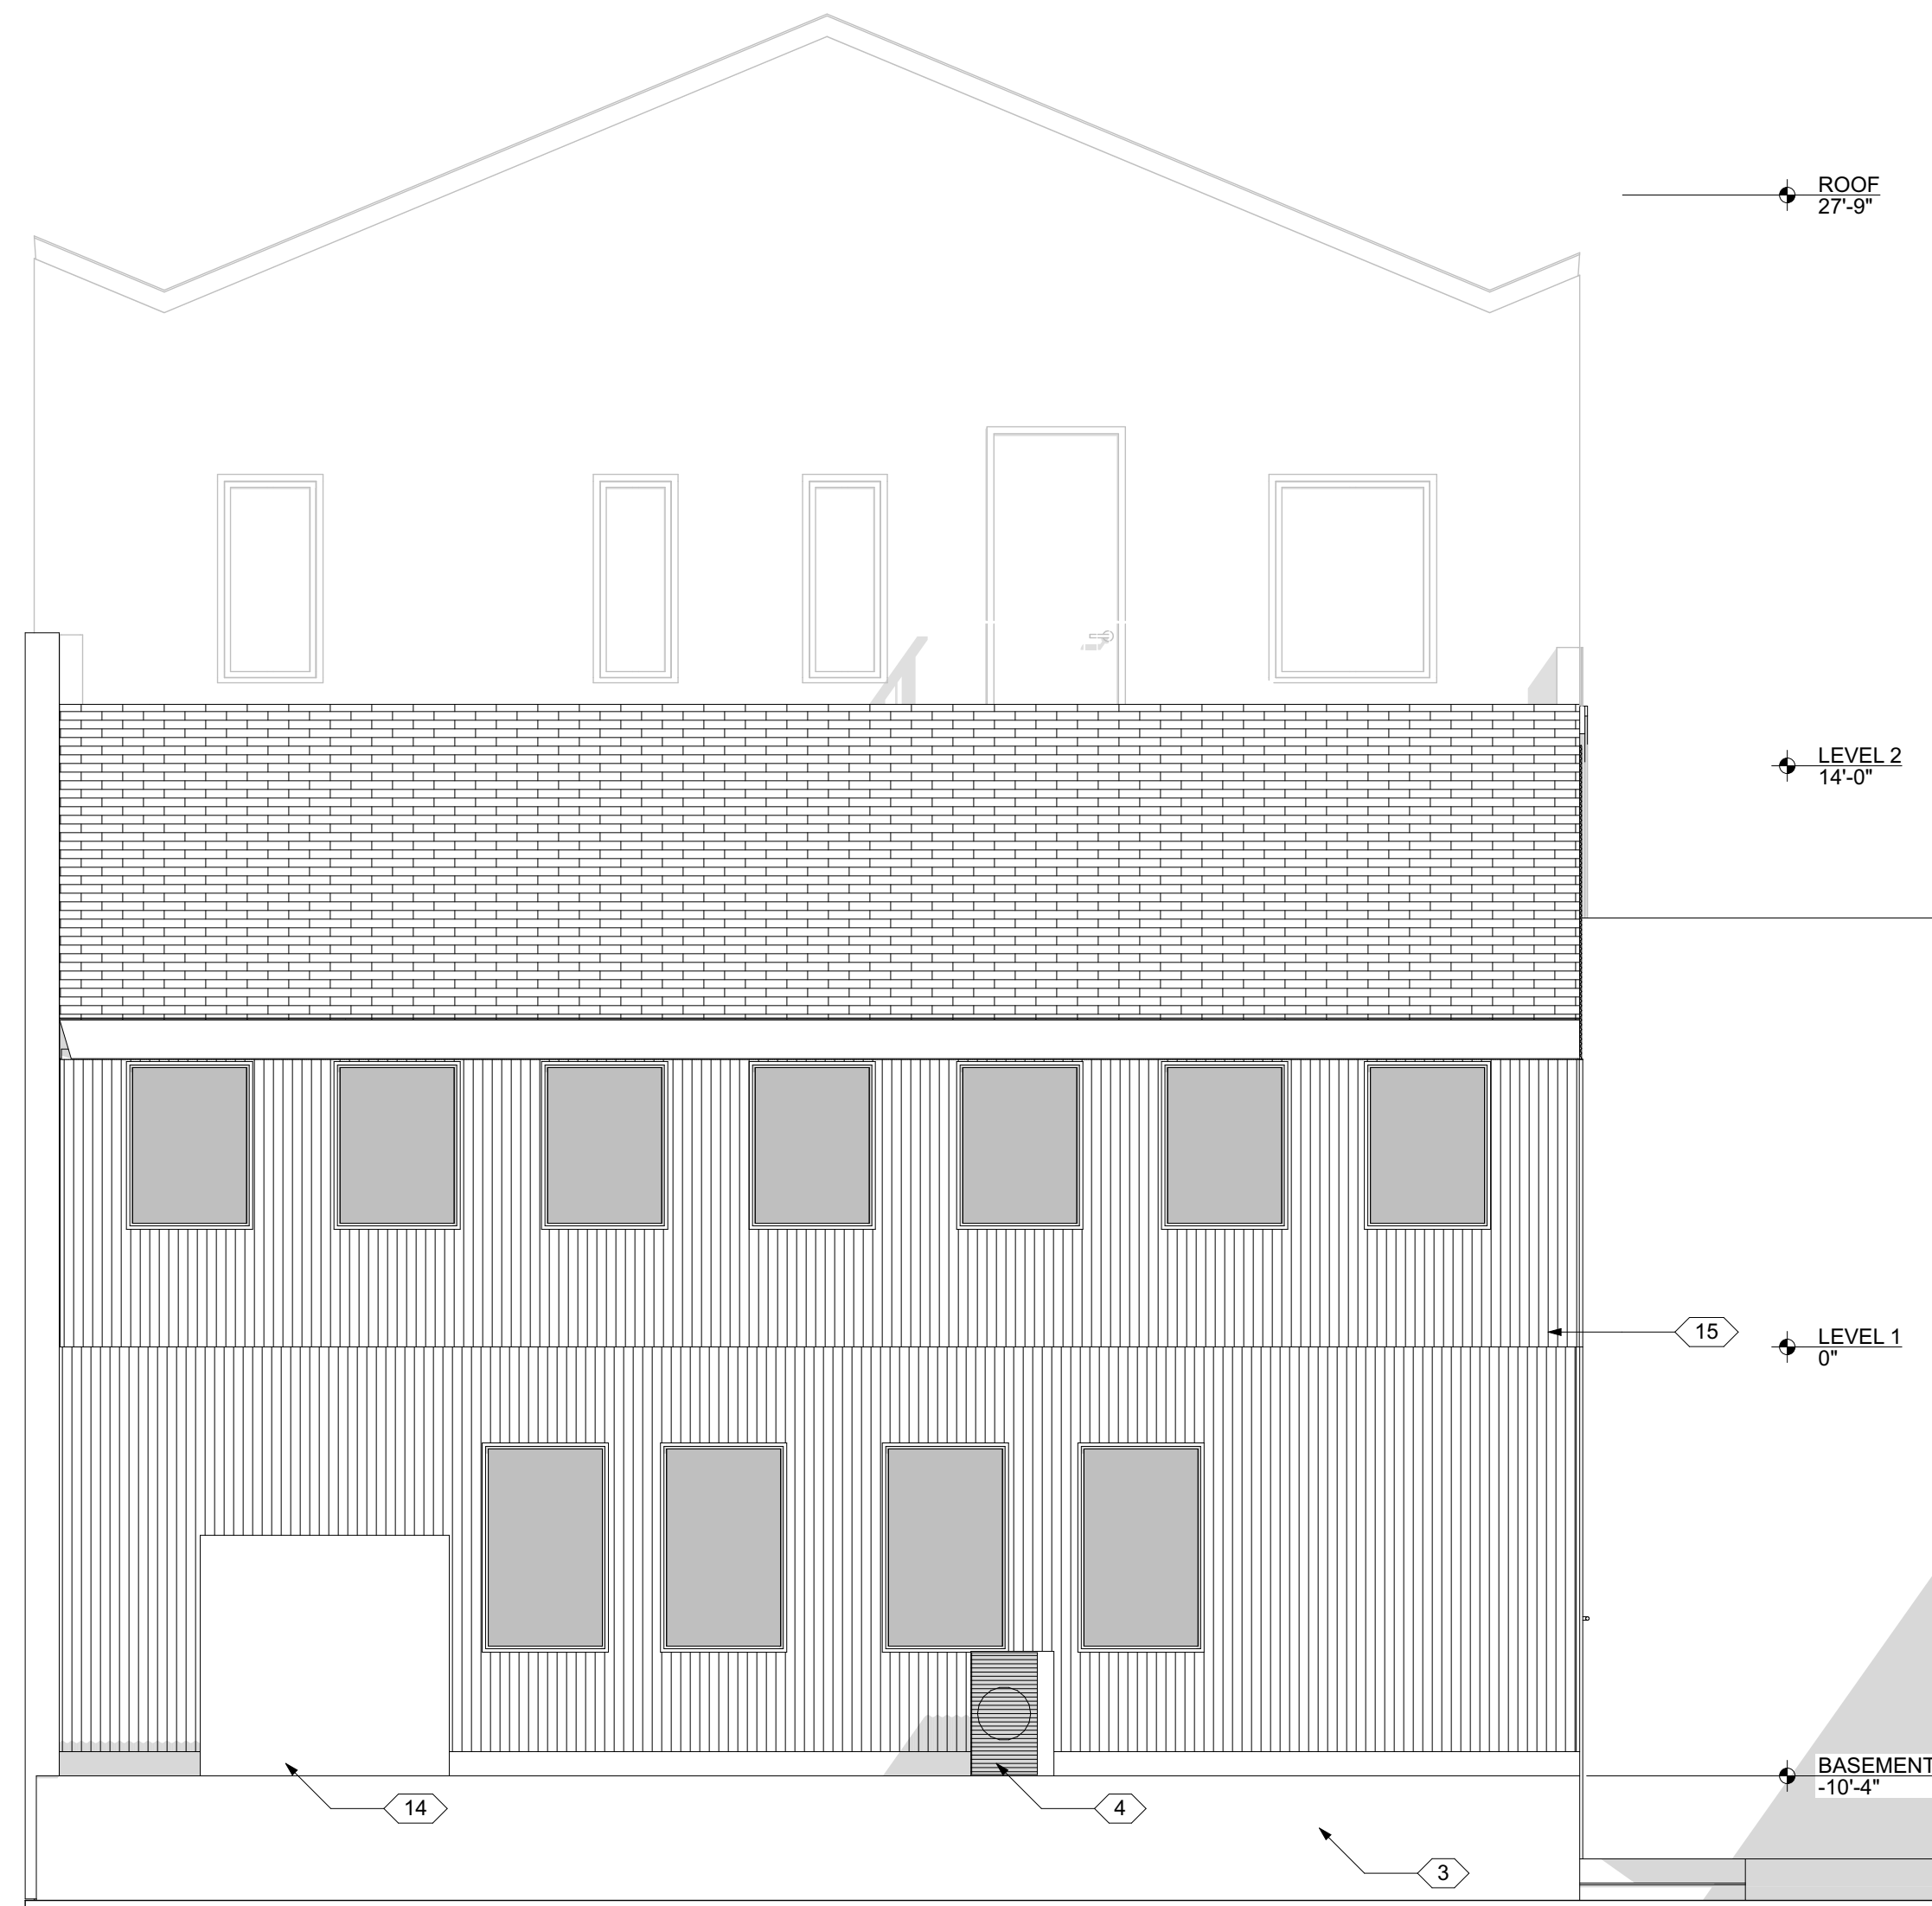 ROOF
27'-9"
LEVEL 2
14'-0"
15
LEVEL 1
0"
BASEMENT
-10'-4"
14
4
3